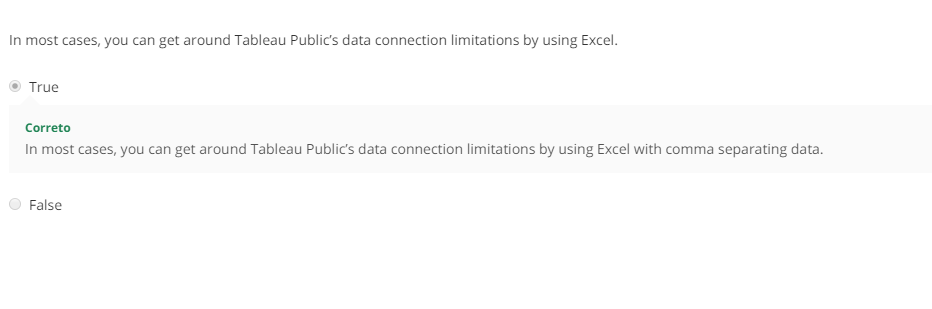 In most cases, you can get around Tableau Public’s data connection limitations by using Excel.
True
Correto
In most cases, you can get around Tableau Public’s data connection limitations by using Excel with comma separating data.
False